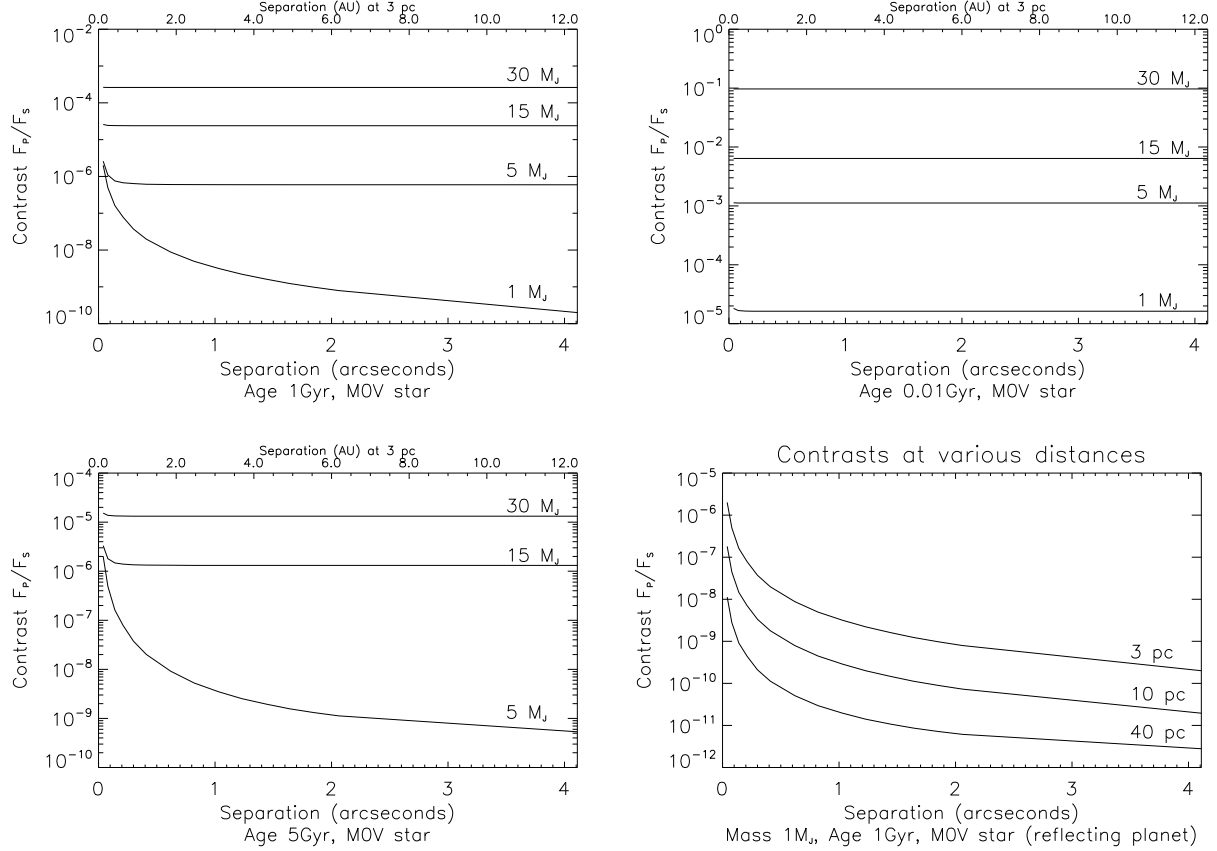 Separation (AU) at 3 pc
0.0 2.0 4.0 6.0 8.0 10.0 12.0
10⁻²
10⁻⁴
10⁻⁶
10⁻⁸
10⁻¹⁰
Contrast Fₚ/Fₛ
30 M_J
15 M_J
5 M_J
1 M_J
0 1 2 3 4
Separation (arcseconds)
Age 1Gyr, M0V star
Separation (AU) at 3 pc
0.0 2.0 4.0 6.0 8.0 10.0 12.0
10⁰
10⁻¹
10⁻²
10⁻³
10⁻⁴
10⁻⁵
Contrast Fₚ/Fₛ
30 M_J
15 M_J
5 M_J
1 M_J
0 1 2 3 4
Separation (arcseconds)
Age 0.01Gyr, M0V star
Separation (AU) at 3 pc
0.0 2.0 4.0 6.0 8.0 10.0 12.0
10⁻⁴
10⁻⁵
10⁻⁶
10⁻⁷
10⁻⁸
10⁻⁹
10⁻¹⁰
Contrast Fₚ/Fₛ
30 M_J
15 M_J
5 M_J
0 1 2 3 4
Separation (arcseconds)
Age 5Gyr, M0V star
Contrasts at various distances
10⁻⁵
10⁻⁶
10⁻⁷
10⁻⁸
10⁻⁹
10⁻¹⁰
10⁻¹¹
10⁻¹²
Contrast Fₚ/Fₛ
3 pc
10 pc
40 pc
0 1 2 3 4
Separation (arcseconds)
Mass 1M_J, Age 1Gyr, M0V star (reflecting planet)